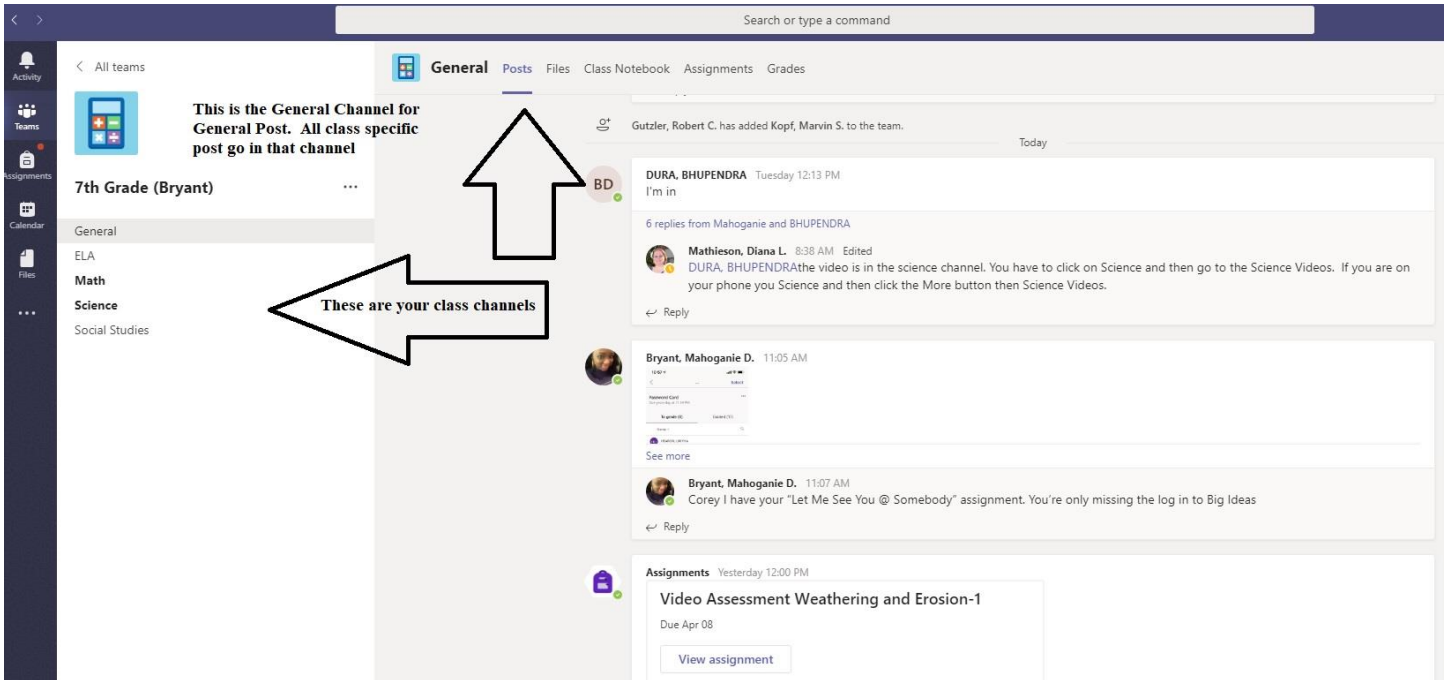 Search or type a command
Activity
Teams
Assignments
Calendar
Files
All teams
This is the General Channel for
General Post. All class specific
post go in that channel
7th Grade (Bryant)
General
ELA
Math
Science
Social Studies
These are your class channels
General Posts Files Class Notebook Assignments Grades
Gutzler, Robert C. has added Kopf, Marvin S. to the team.
Today
BD
DURA, BHUPENDRA Tuesday 12:13 PM
I'm in
6 replies from Mahoganie and BHUPENDRA
Mathieson, Diana L. 8:38 AM Edited
DURA, BHUPENDRAthe video is in the science channel. You have to click on Science and then go to the Science Videos. If you are on
your phone you Science and then click the More button then Science Videos.
Reply
Bryant, Mahoganie D. 11:05 AM
Password Card
See more
Bryant, Mahoganie D. 11:07 AM
Corey I have your "Let Me See You @ Somebody" assignment. You're only missing the log in to Big Ideas
Reply
Assignments Yesterday 12:00 PM
Video Assessment Weathering and Erosion-1
Due Apr 08
View assignment